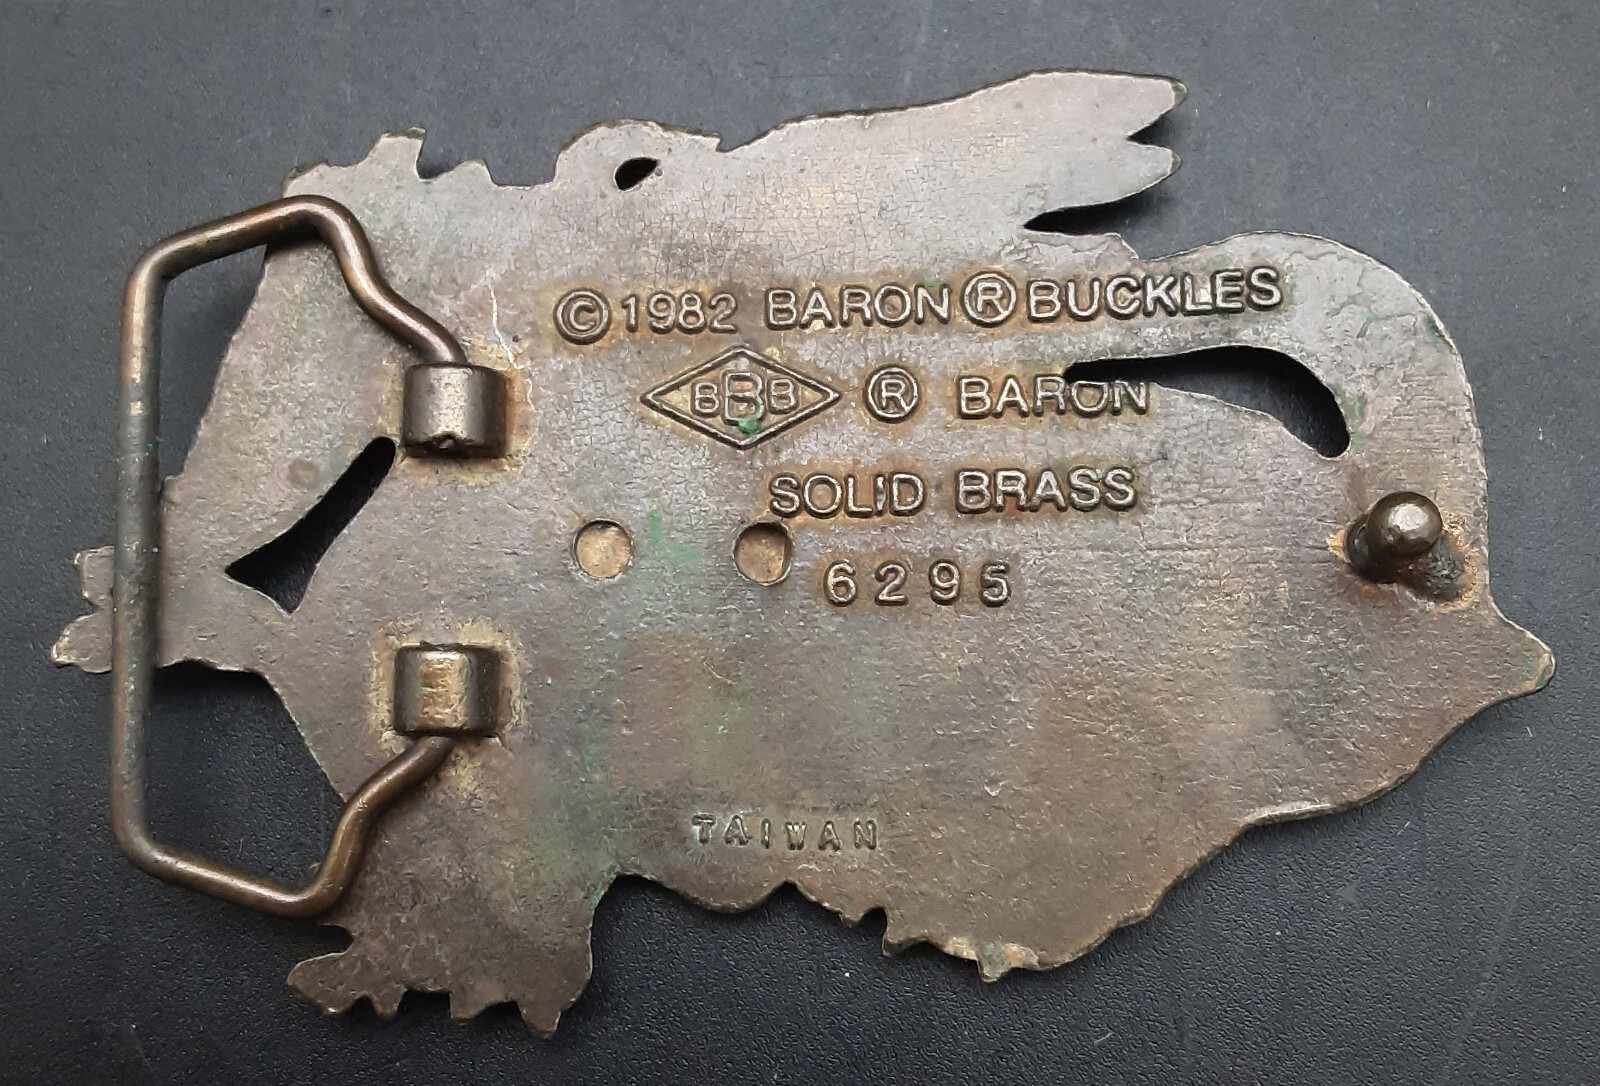 © 1982 BARON ® BUCKLES
BBB ® BARON
SOLID BRASS
6295
TAIWAN